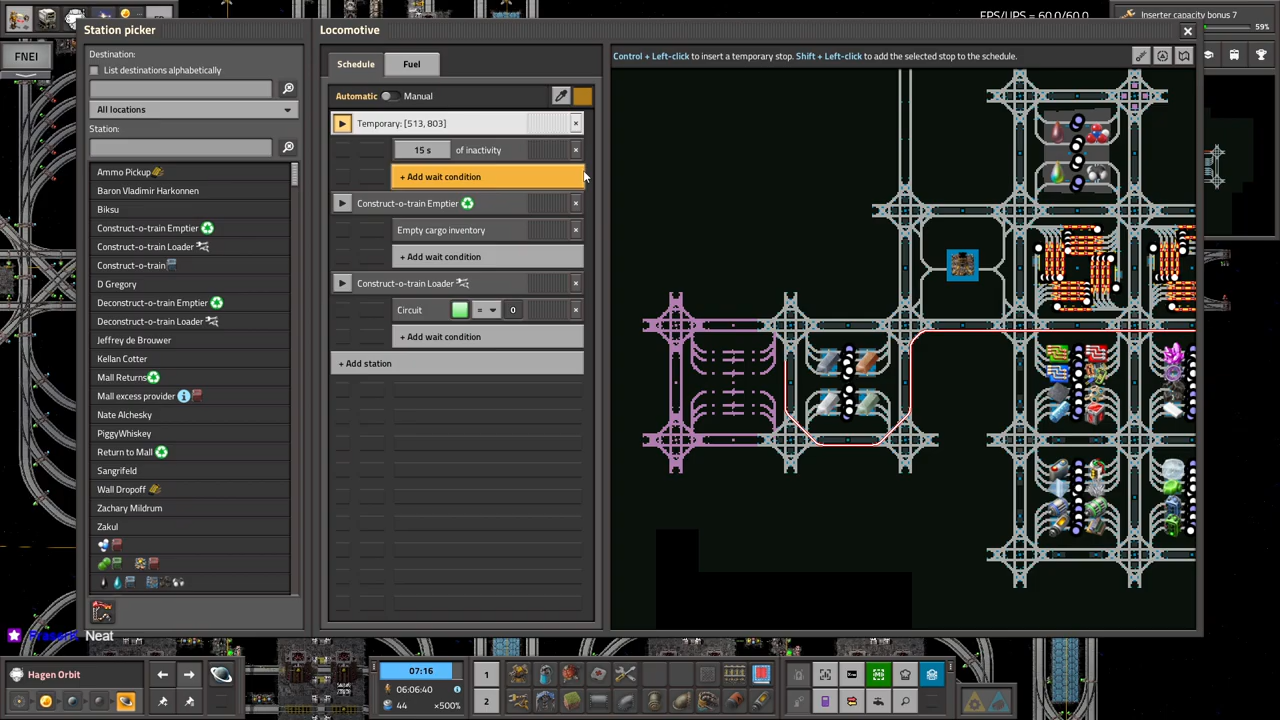 FPS/UPS = 60.0/60.0
Inserter capacity bonus 7
59%
FNEI
Station picker
Destination:
List destinations alphabetically
All locations
Station:
Ammo Pickup
Baron Vladimir Harkonnen
Biksu
Construct-o-train Emptier
Construct-o-train Loader
Construct-o-train
D Gregory
Deconstruct-o-train Emptier
Deconstruct-o-train Loader
Jeffrey de Brouwer
Kellan Cotter
Mall Returns
Mall excess provider
Nate Alchesky
PiggyWhiskey
Return to Mall
Sangrifeld
Wall Dropoff
Zachary Mildrum
Zakul
Locomotive
Schedule
Fuel
Automatic
Manual
Temporary: [513, 803]
15 s
of inactivity
+ Add wait condition
Construct-o-train Emptier
Empty cargo inventory
+ Add wait condition
Construct-o-train Loader
Circuit
=
0
+ Add wait condition
+ Add station
Control + Left-click to insert a temporary stop. Shift + Left-click to add the selected stop to the schedule.
FraserK Neat
Hagen Orbit
07:16
06:06:40
44
×500%
1
2